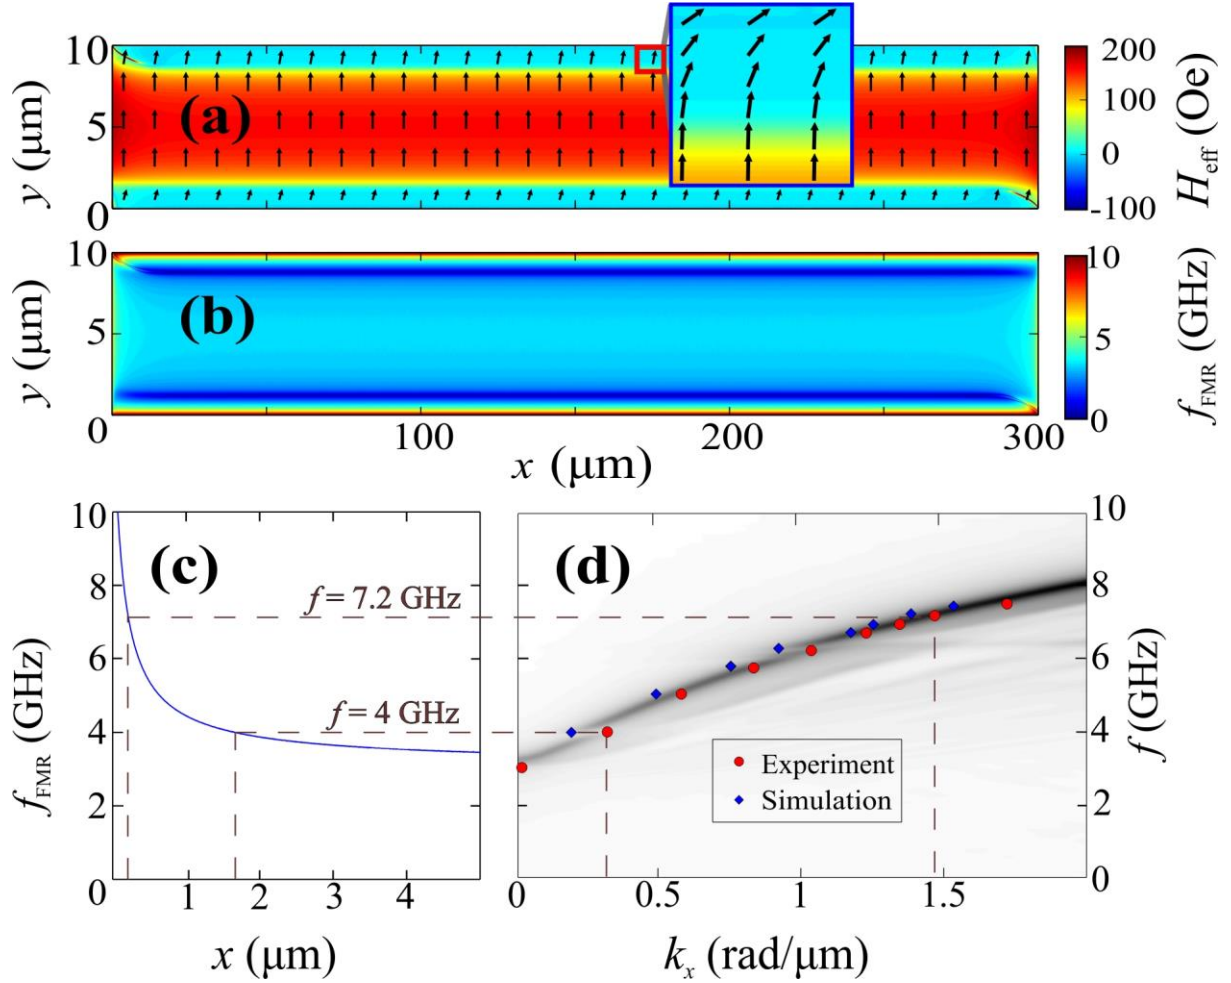 10
5
0
y (μm)
(a)
200
100
0
-100
H_eff (Oe)
10
5
0
y (μm)
(b)
100
200
300
x (μm)
10
5
0
f_FMR (GHz)
10
8
6
4
2
0
f_FMR (GHz)
(c)
f = 7.2 GHz
f = 4 GHz
1
2
3
4
x (μm)
(d)
10
8
6
4
2
0
f (GHz)
Experiment
Simulation
0
0.5
1
1.5
k_x (rad/μm)